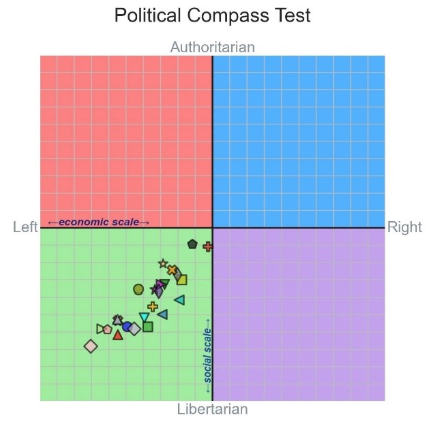 Political Compass Test
Authoritarian
←economic scale→
Left
Right
←social scale→
Libertarian